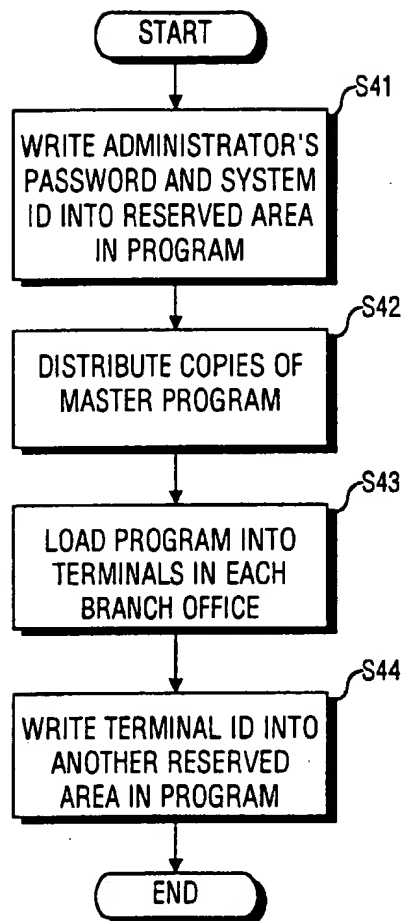 START
S41
WRITE ADMINISTRATOR'S
PASSWORD AND SYSTEM
ID INTO RESERVED AREA
IN PROGRAM
S42
DISTRIBUTE COPIES OF
MASTER PROGRAM
S43
LOAD PROGRAM INTO
TERMINALS IN EACH
BRANCH OFFICE
S44
WRITE TERMINAL ID INTO
ANOTHER RESERVED
AREA IN PROGRAM
END